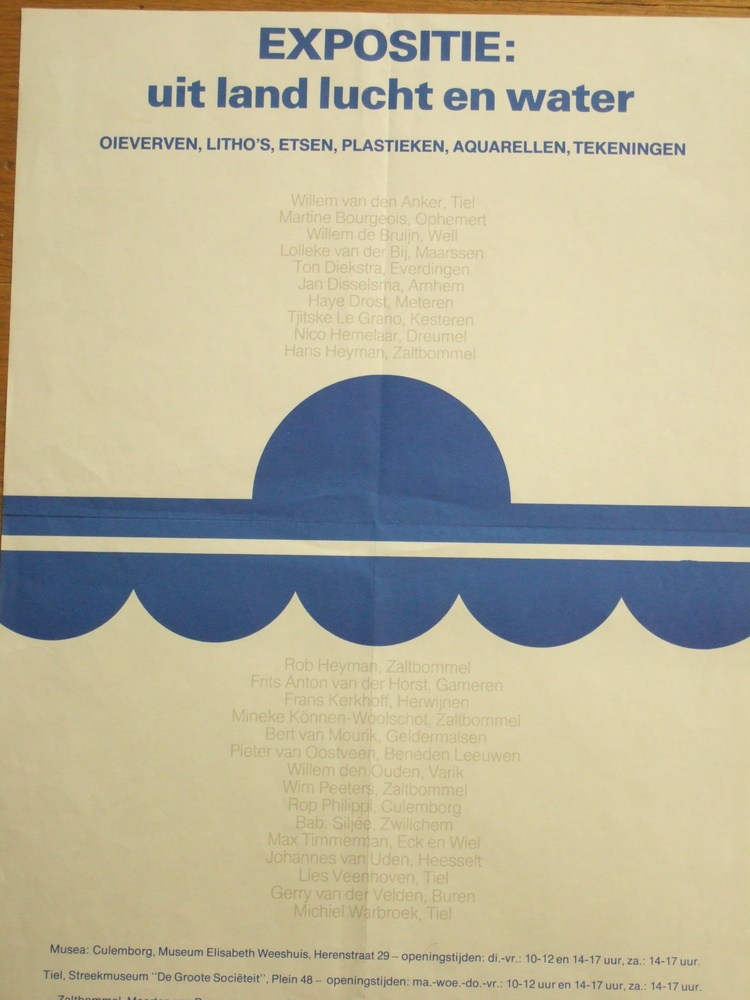 EXPOSITIE:
uit land lucht en water
OlEVERVEN, LITHO'S, ETSEN, PLASTIEKEN, AQUARELLEN, TEKENINGEN
Willem van den Anker, Tiel
Martine Bourgeois, Ophemert
Willem de Bruijn, Well
Lolleke van der Bij, Maarssen
Ton Diekstra, Everdingen
Jan Disselsma, Arnhem
Haye Drost, Meteren
Tjitske Le Grano, Kesteren
Nico Hemelaar, Dreumel
Hans Heyman, Zaltbommel
Rob Heyman, Zaltbommel
Frits Anton van der Horst, Gameren
Frans Kerkhoff, Herwijnen
Mineke Können-Woolschot, Zaltbommel
Bert van Mourik, Geldermalsen
Pieter van Oostveen, Beneden Leeuwen
Willem den Ouden, Varik
Wim Peeters, Zaltbommel
Rop Philippi, Culemborg
Bab. Siljée, Zwilichem
Max Timmerman, Eck en Wiel
Johannes van Uden, Heesselt
Lies Veenhoven, Tiel
Gerry van der Velden, Buren
Michiel Warbroek, Tiel
Musea: Culemborg, Museum Elisabeth Weeshuis, Herenstraat 29 – openingstijden: di.-vr.: 10-12 en 14-17 uur, za.: 14-17 uur.
Tiel, Streekmuseum "De Groote Sociëteit", Plein 48 – openingstijden: ma.-woe.-do.-vr.: 10-12 uur en 14-17 uur, za.: 14-17 uur.